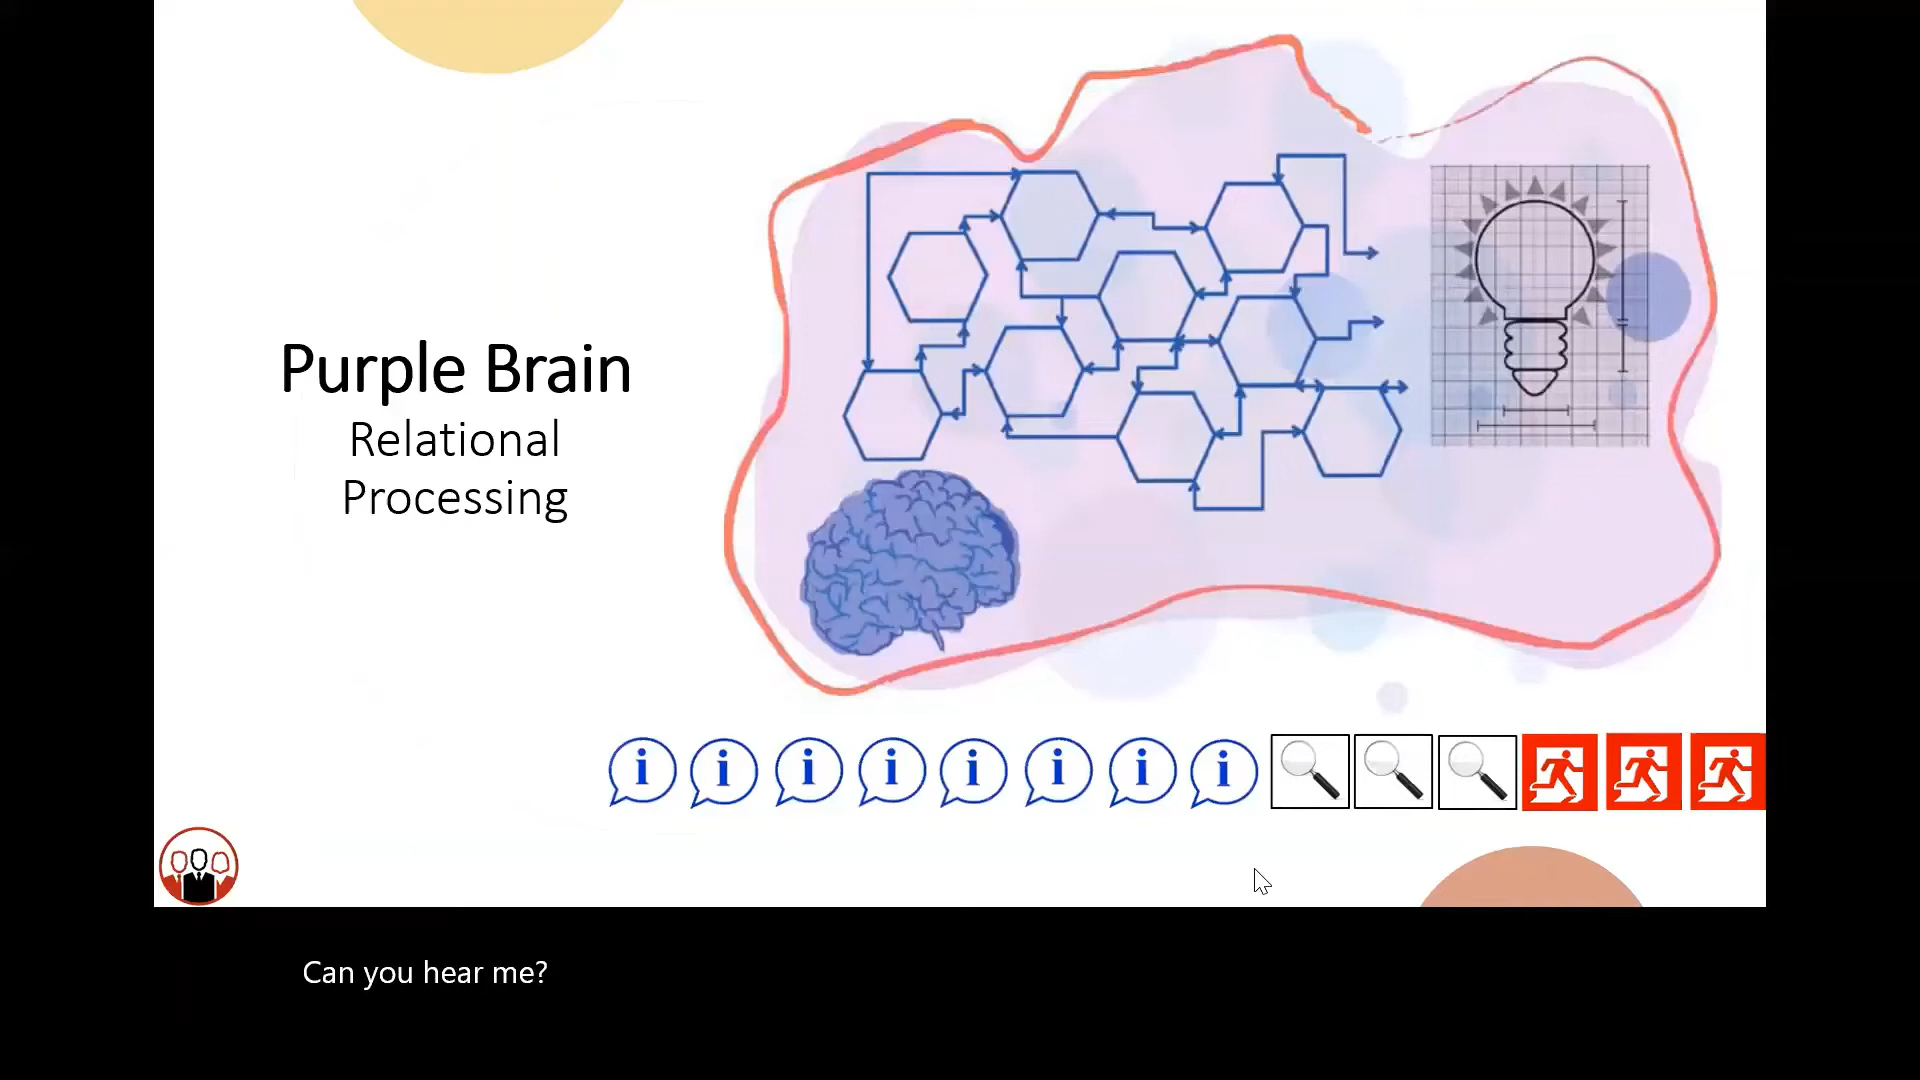 Purple Brain
Relational
Processing
i i i i i i i i
Can you hear me?